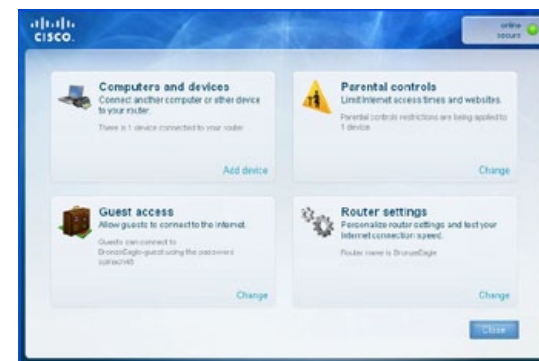 CISCO.
online
secure
Computers and devices
Connect another computer or other device
to your router.
There is 1 device connected to your router
Add device
Parental controls
Limit Internet access times and websites.
Parental controls restrictions are being applied to
1 device
Change
Guest access
Allow guests to connect to the Internet.
Guests can connect to
BronzeEagle-guest using the password
Change
Router settings
Personalize router settings and test your
Internet connection speed.
Router name is BronzeEagle
Change
Close